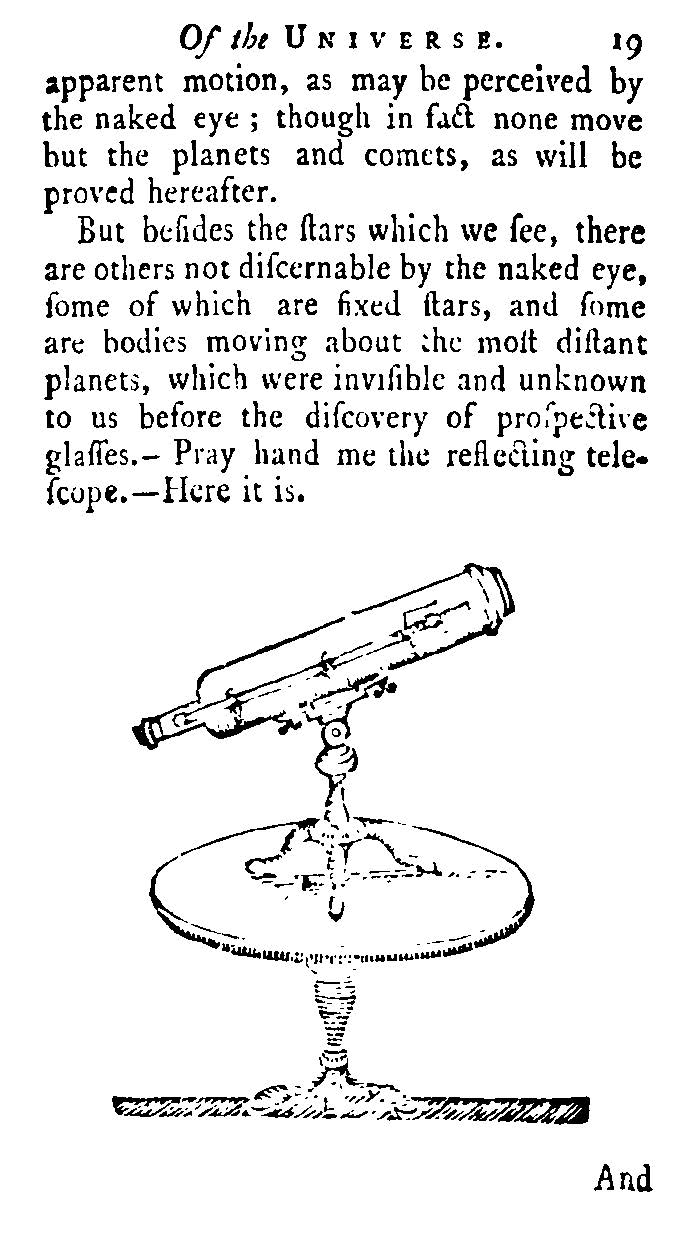 Of the UNIVERSE. 19
apparent motion, as may be perceived by
the naked eye ; though in fact none move
but the planets and comets, as will be
proved hereafter.
But beſides the ſtars which we ſee, there
are others not diſcernable by the naked eye,
ſome of which are fixed ſtars, and ſome
are bodies moving about the moſt diſtant
planets, which were inviſible and unknown
to us before the diſcovery of proſpective
glaſſes.— Pray hand me the reflecting tele-
ſcope.—Here it is.
And